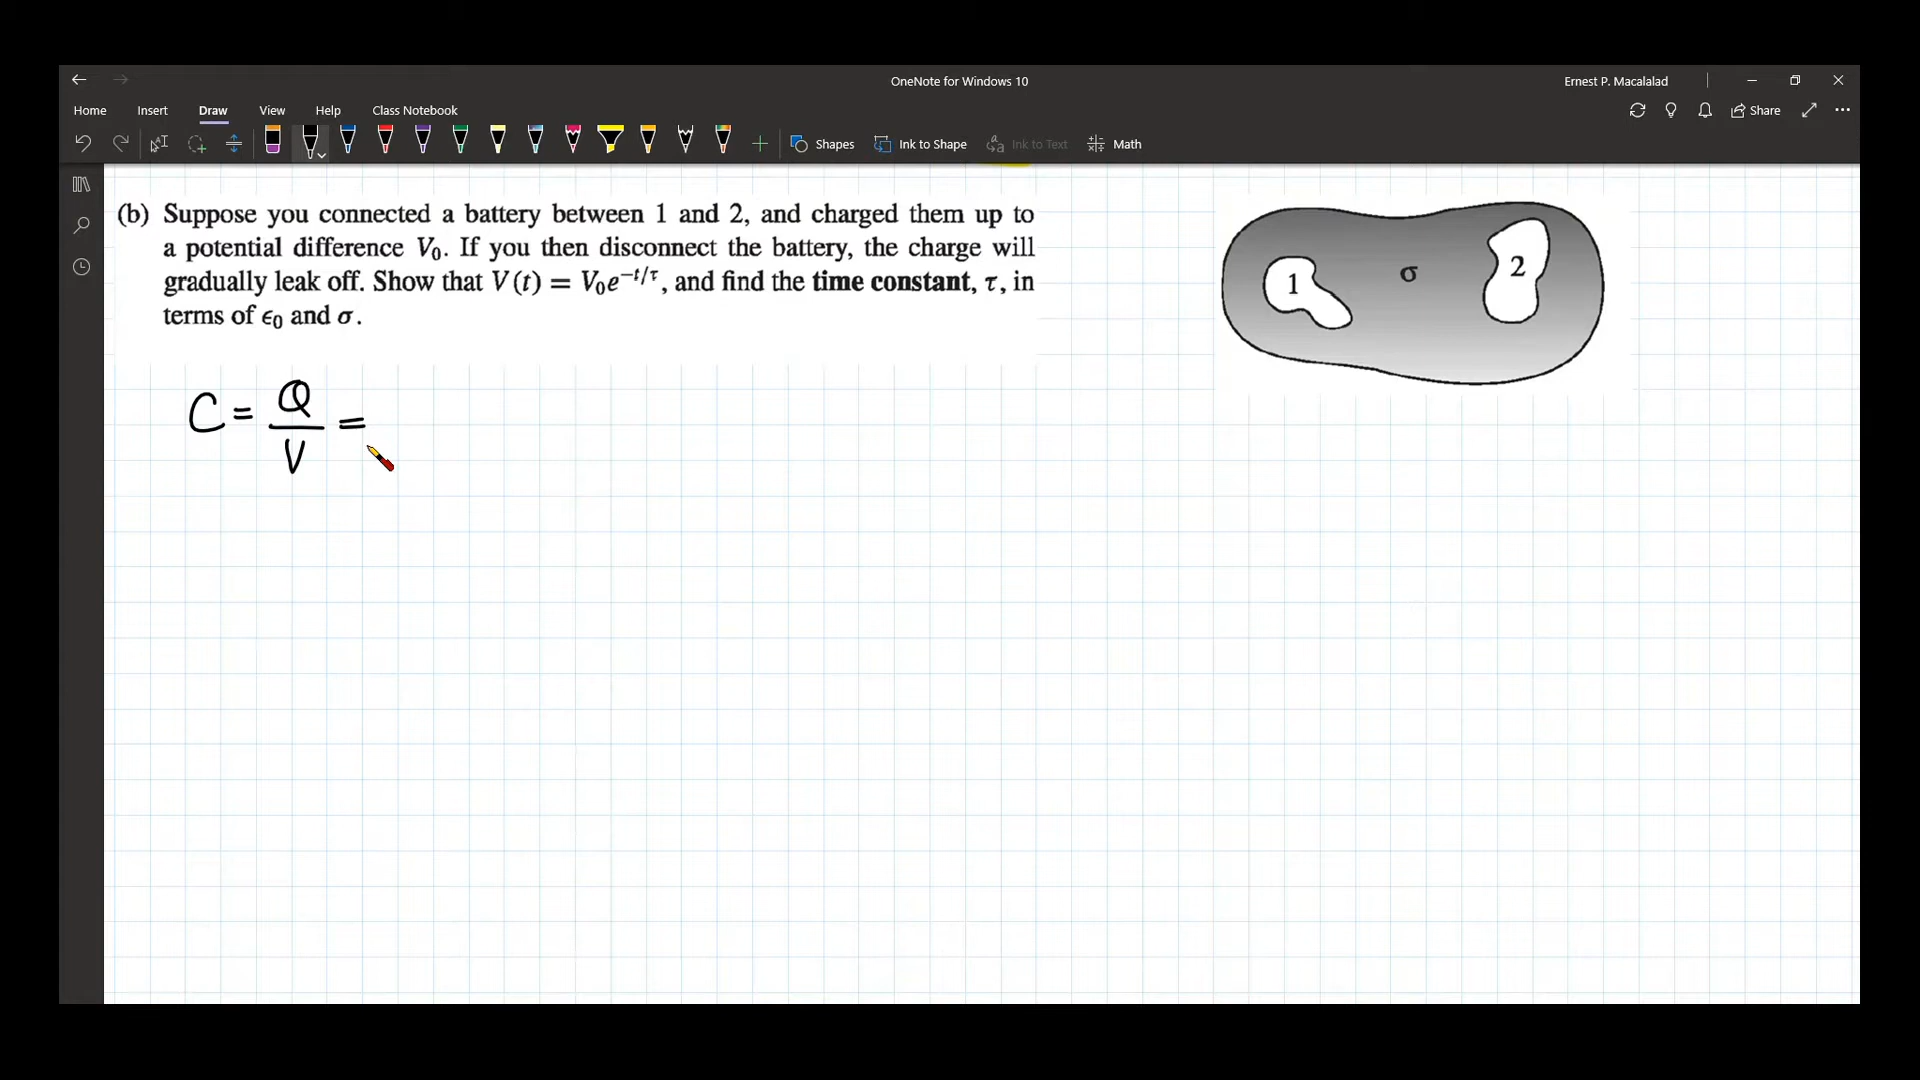 OneNote for Windows 10
Ernest P. Macalalad
Home Insert Draw View Help Class Notebook
Share
Shapes Ink to Shape Ink to Text Math
(b) Suppose you connected a battery between 1 and 2, and charged them up to
a potential difference V₀. If you then disconnect the battery, the charge will
gradually leak off. Show that V(t) = V₀e^{−t/τ}, and find the time constant, τ, in
terms of ϵ₀ and σ.
1 σ 2
C = Q/V =